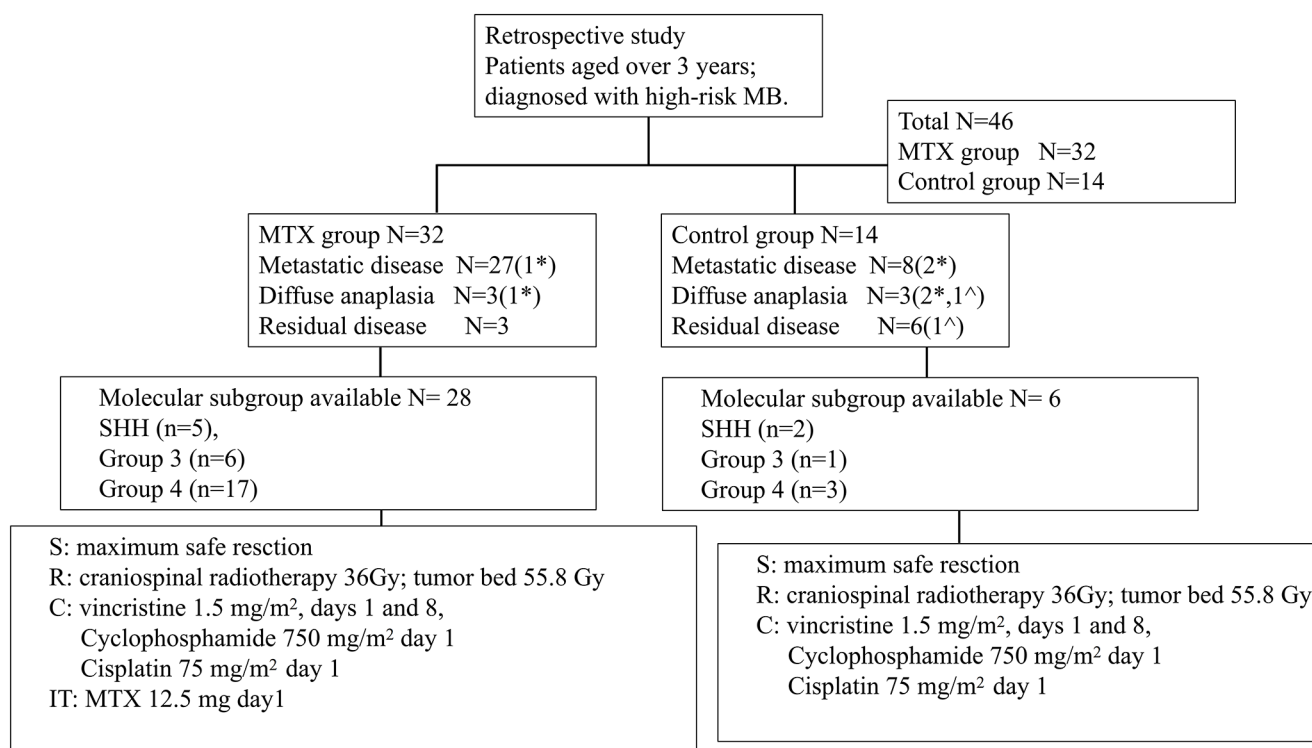 Retrospective study
Patients aged over 3 years;
diagnosed with high-risk MB.
Total N=46
MTX group N=32
Control group N=14
MTX group N=32
Metastatic disease N=27(1*)
Diffuse anaplasia N=3(1*)
Residual disease N=3
Control group N=14
Metastatic disease N=8(2*)
Diffuse anaplasia N=3(2*,1^)
Residual disease N=6(1^)
Molecular subgroup available N= 28
SHH (n=5),
Group 3 (n=6)
Group 4 (n=17)
Molecular subgroup available N= 6
SHH (n=2)
Group 3 (n=1)
Group 4 (n=3)
S: maximum safe resction
R: craniospinal radiotherapy 36Gy; tumor bed 55.8 Gy
C: vincristine 1.5 mg/m², days 1 and 8,
Cyclophosphamide 750 mg/m² day 1
Cisplatin 75 mg/m² day 1
IT: MTX 12.5 mg day1
S: maximum safe resction
R: craniospinal radiotherapy 36Gy; tumor bed 55.8 Gy
C: vincristine 1.5 mg/m², days 1 and 8,
Cyclophosphamide 750 mg/m² day 1
Cisplatin 75 mg/m² day 1